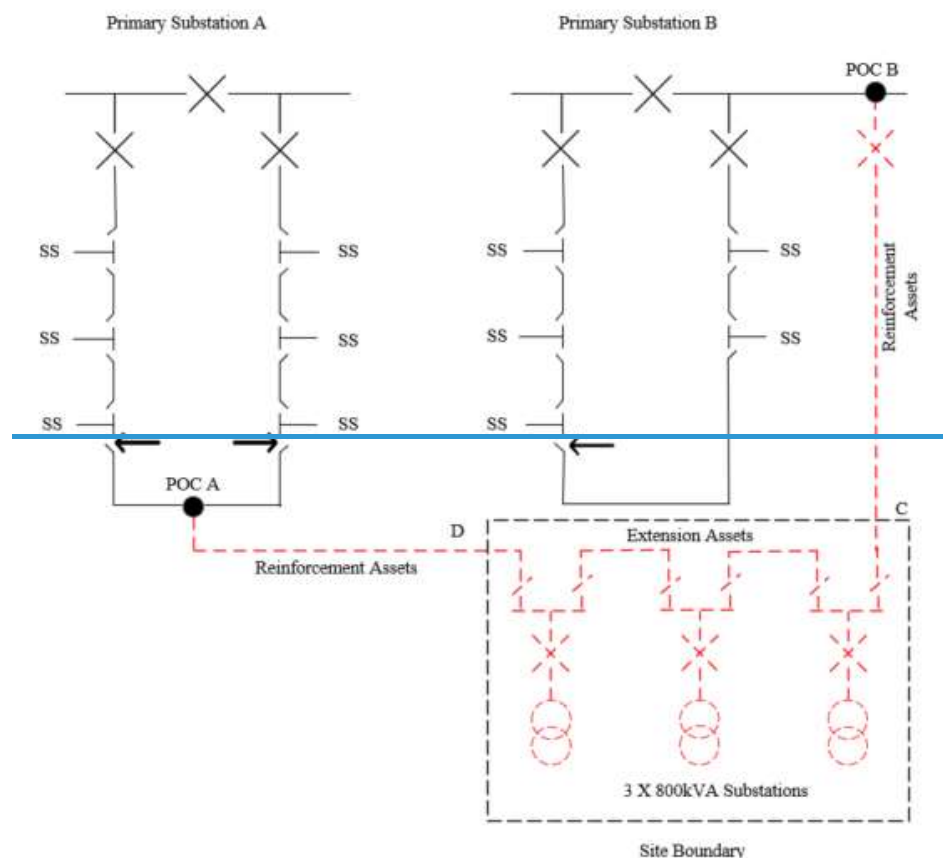 Primary Substation A
Primary Substation B
POC B
SS
SS
SS
SS
SS
SS
SS
SS
SS
SS
SS
Reinforcement
Assets
POC A
D
C
Extension Assets
Reinforcement Assets
3 X 800kVA Substations
Site Boundary